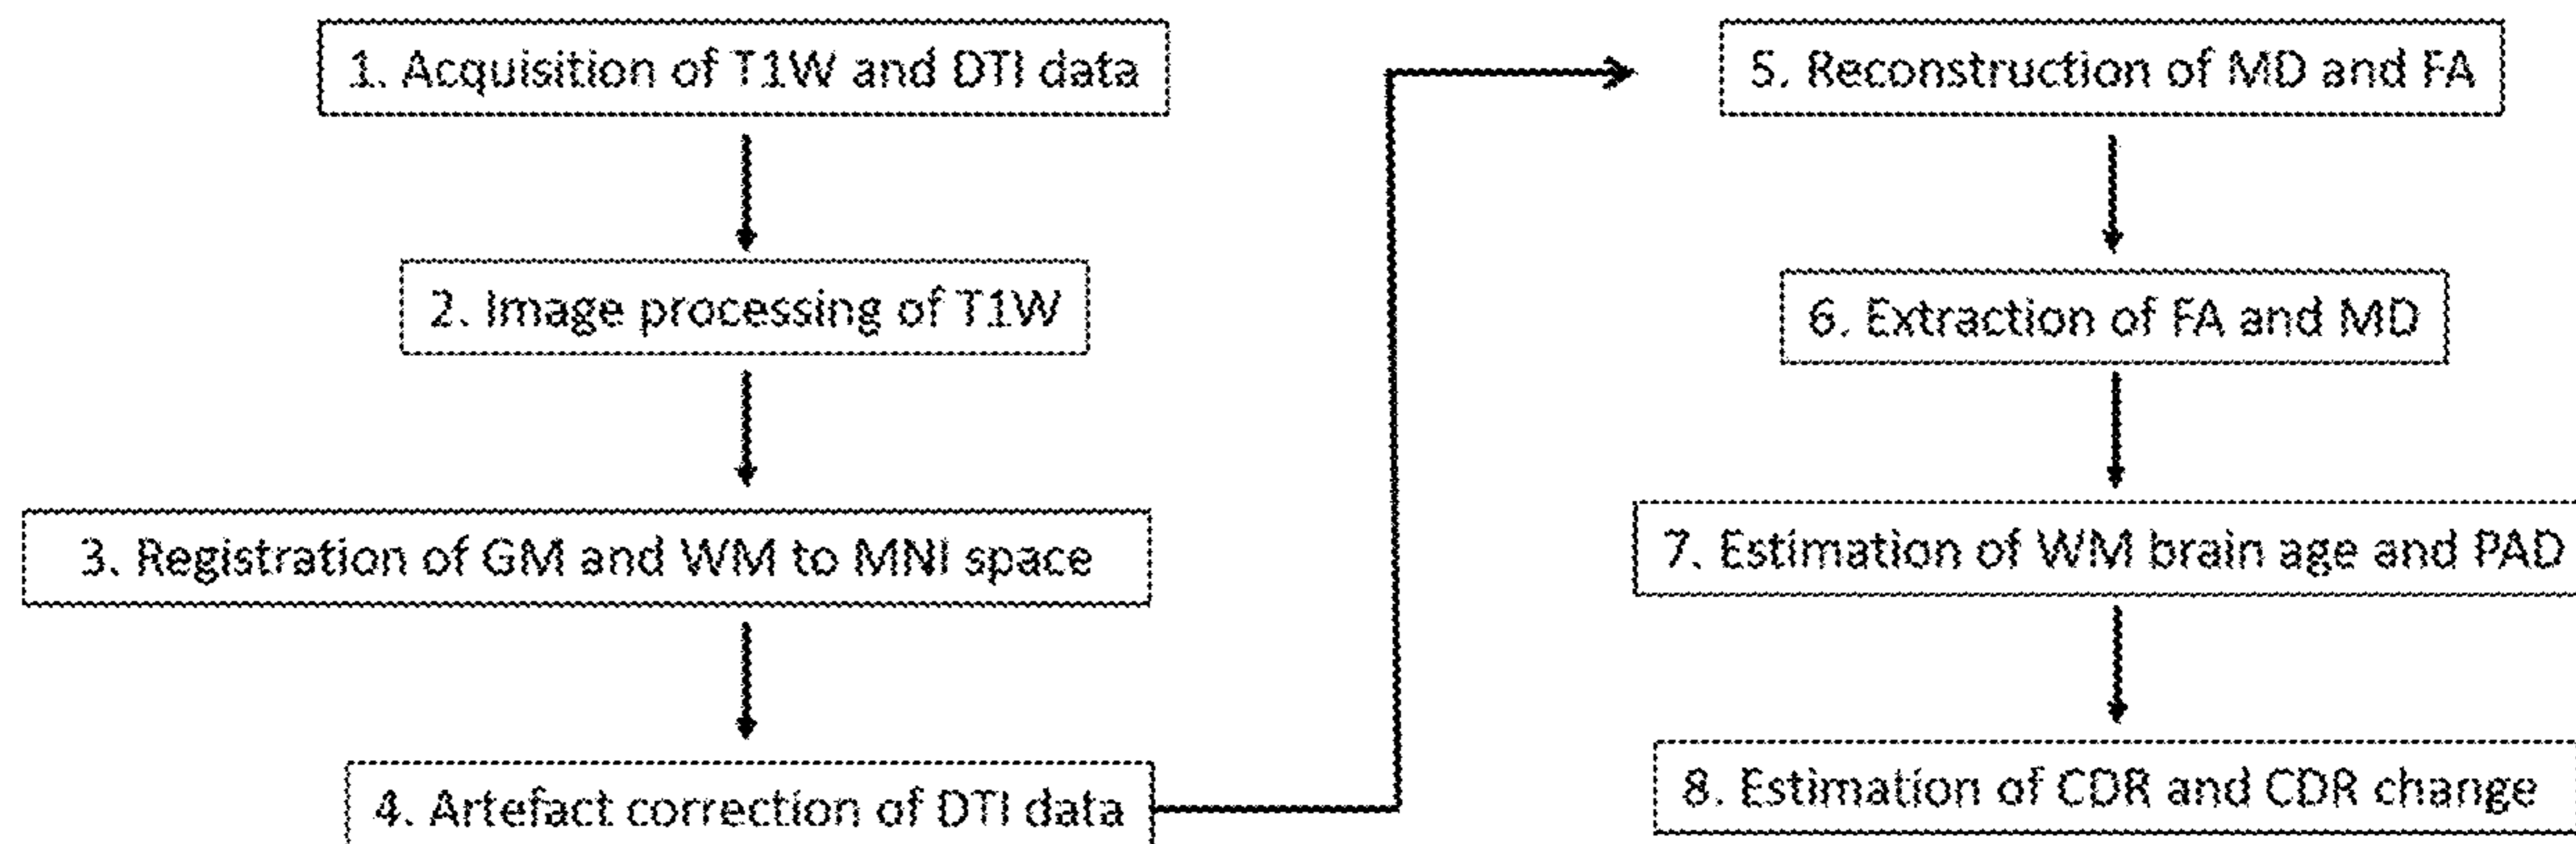 1. Acquisition of T1W and DTI data
2. Image processing of T1W
3. Registration of GM and WM to MNI space
4. Artefact correction of DTI data
5. Reconstruction of MD and FA
6. Extraction of FA and MD
7. Estimation of WM brain age and PAD
8. Estimation of CDR and CDR change